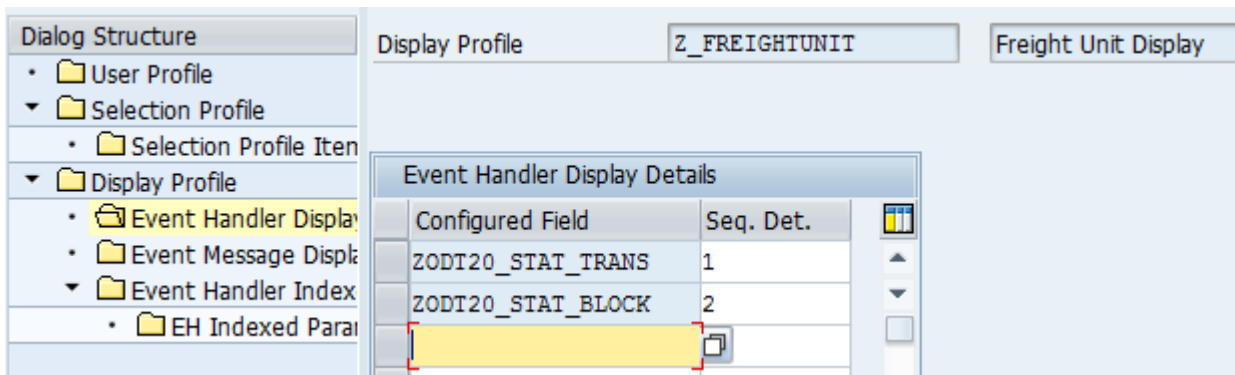 Dialog Structure
User Profile
Selection Profile
Selection Profile Iten
Display Profile
Event Handler Display
Event Message Displa
Event Handler Index
EH Indexed Parar
Display Profile Z_FREIGHTUNIT Freight Unit Display
Event Handler Display Details
Configured Field Seq. Det.
ZODT20_STAT_TRANS 1
ZODT20_STAT_BLOCK 2